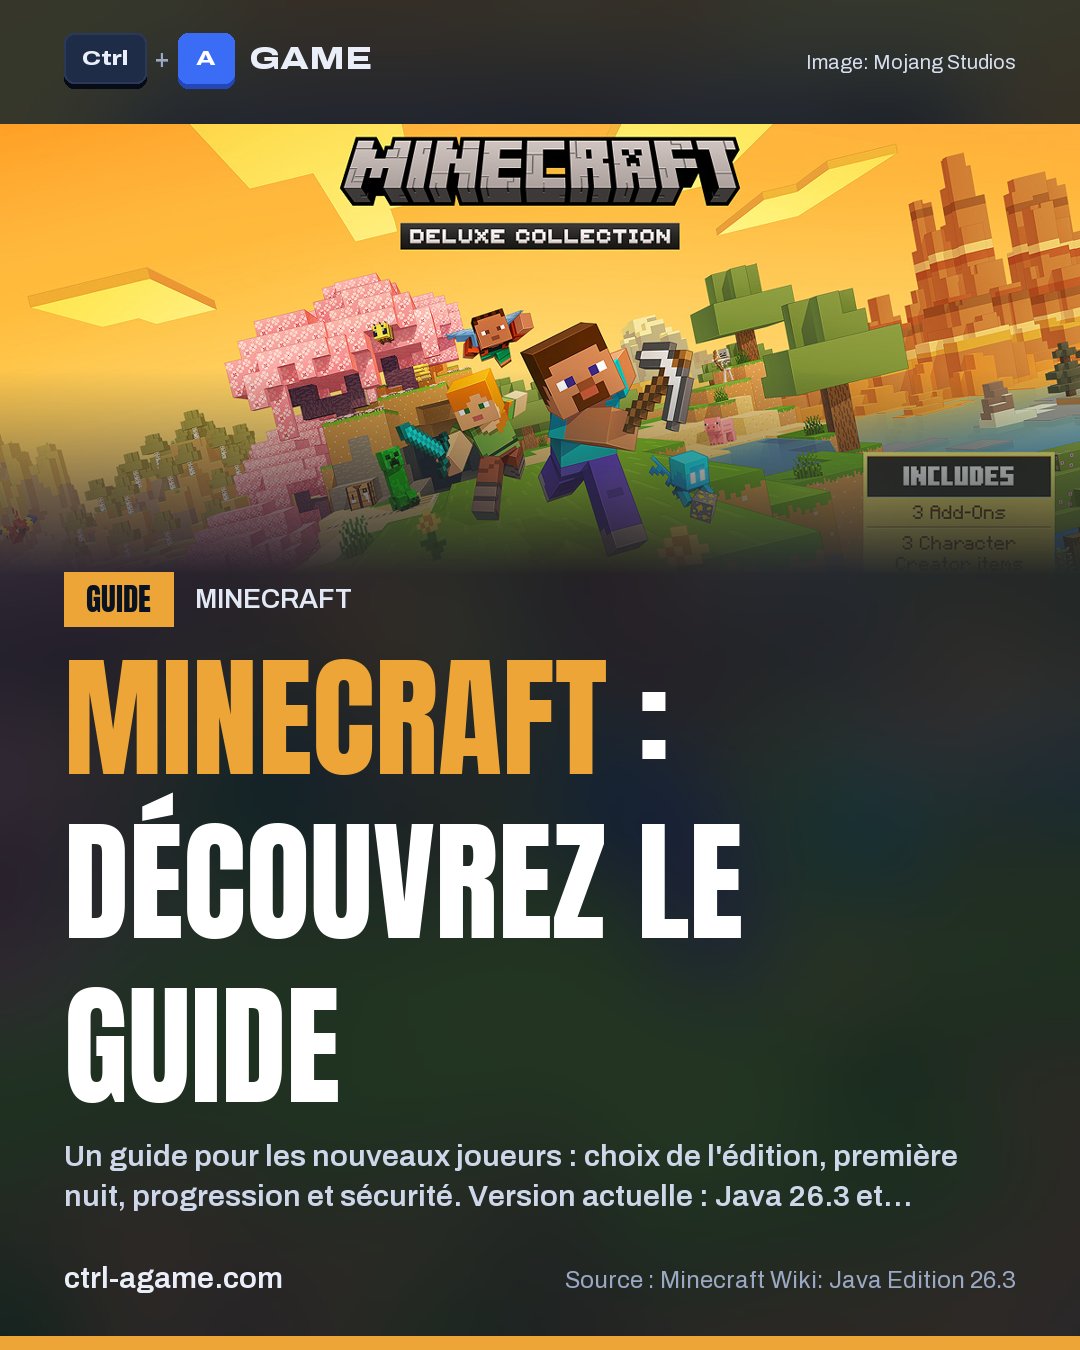 Ctrl + A GAME
Image: Mojang Studios
MINECRAFT
DELUXE COLLECTION
INCLUDES
3 Add-Ons
3 Character
Creator items
GUIDE MINECRAFT
MINECRAFT :
DÉCOUVREZ LE
GUIDE
Un guide pour les nouveaux joueurs : choix de l'édition, première
nuit, progression et sécurité. Version actuelle : Java 26.3 et…
ctrl-agame.com
Source : Minecraft Wiki: Java Edition 26.3